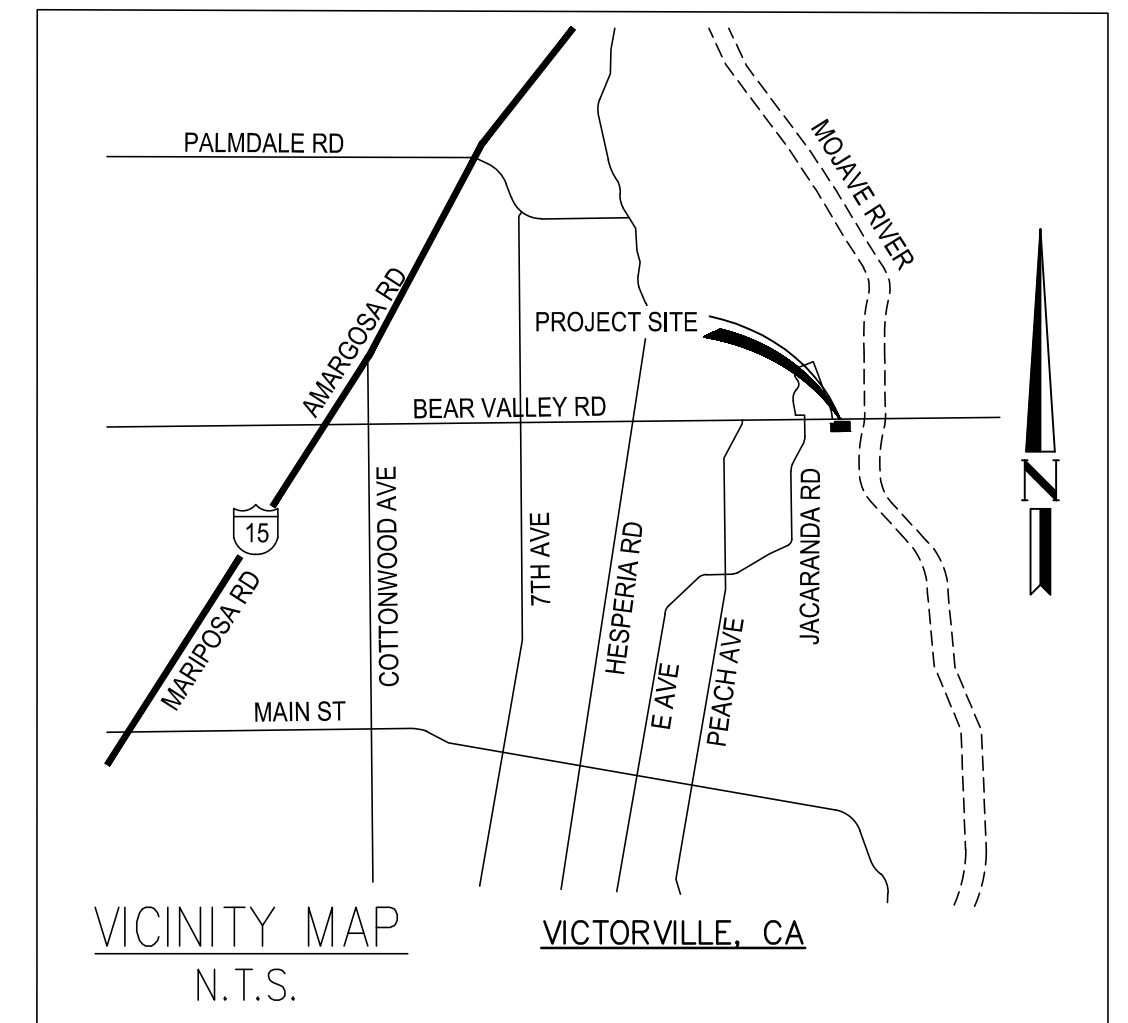 PALMDALE RD
MOJAVE RIVER
AMARGOSA RD
PROJECT SITE
BEAR VALLEY RD
N
15
MARIPOSA RD
COTTONWOOD AVE
7TH AVE
HESPERIA RD
E AVE
PEACH AVE
JACARANDA RD
MAIN ST
VICINITY MAP
N.T.S.
VICTORVILLE, CA